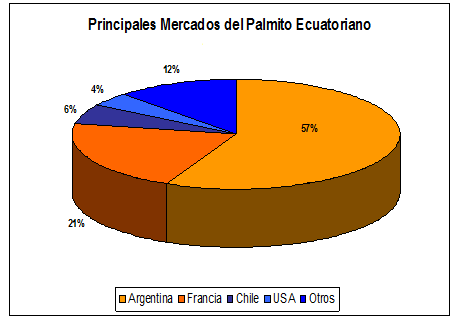 Principales Mercados del Palmito Ecuatoriano
12%
4%
6%
57%
21%
Argentina Francia Chile USA Otros